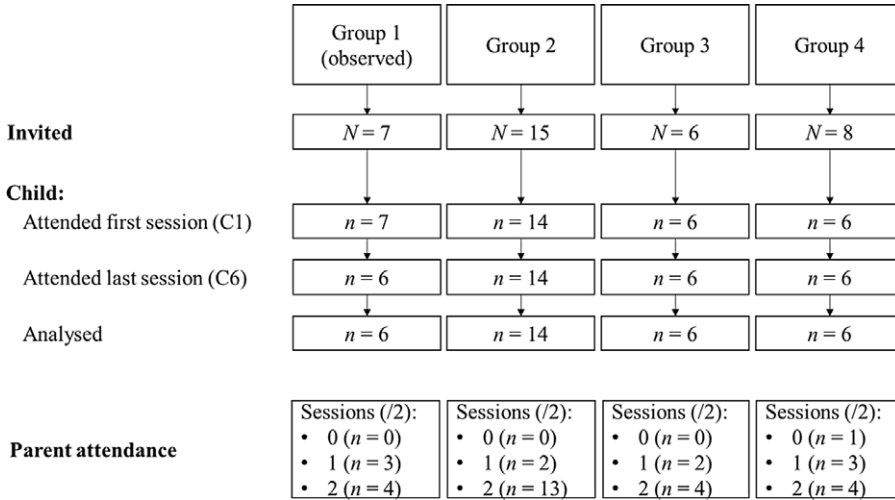 Group 1
(observed)
Group 2
Group 3
Group 4
Invited
N = 7
N = 15
N = 6
N = 8
Child:
Attended first session (C1)
n = 7
n = 14
n = 6
n = 6
Attended last session (C6)
n = 6
n = 14
n = 6
n = 6
Analysed
n = 6
n = 14
n = 6
n = 6
Parent attendance
Sessions (/2):
• 0 (n = 0)
• 1 (n = 3)
• 2 (n = 4)
Sessions (/2):
• 0 (n = 0)
• 1 (n = 2)
• 2 (n = 13)
Sessions (/2):
• 0 (n = 0)
• 1 (n = 2)
• 2 (n = 4)
Sessions (/2):
• 0 (n = 1)
• 1 (n = 3)
• 2 (n = 4)